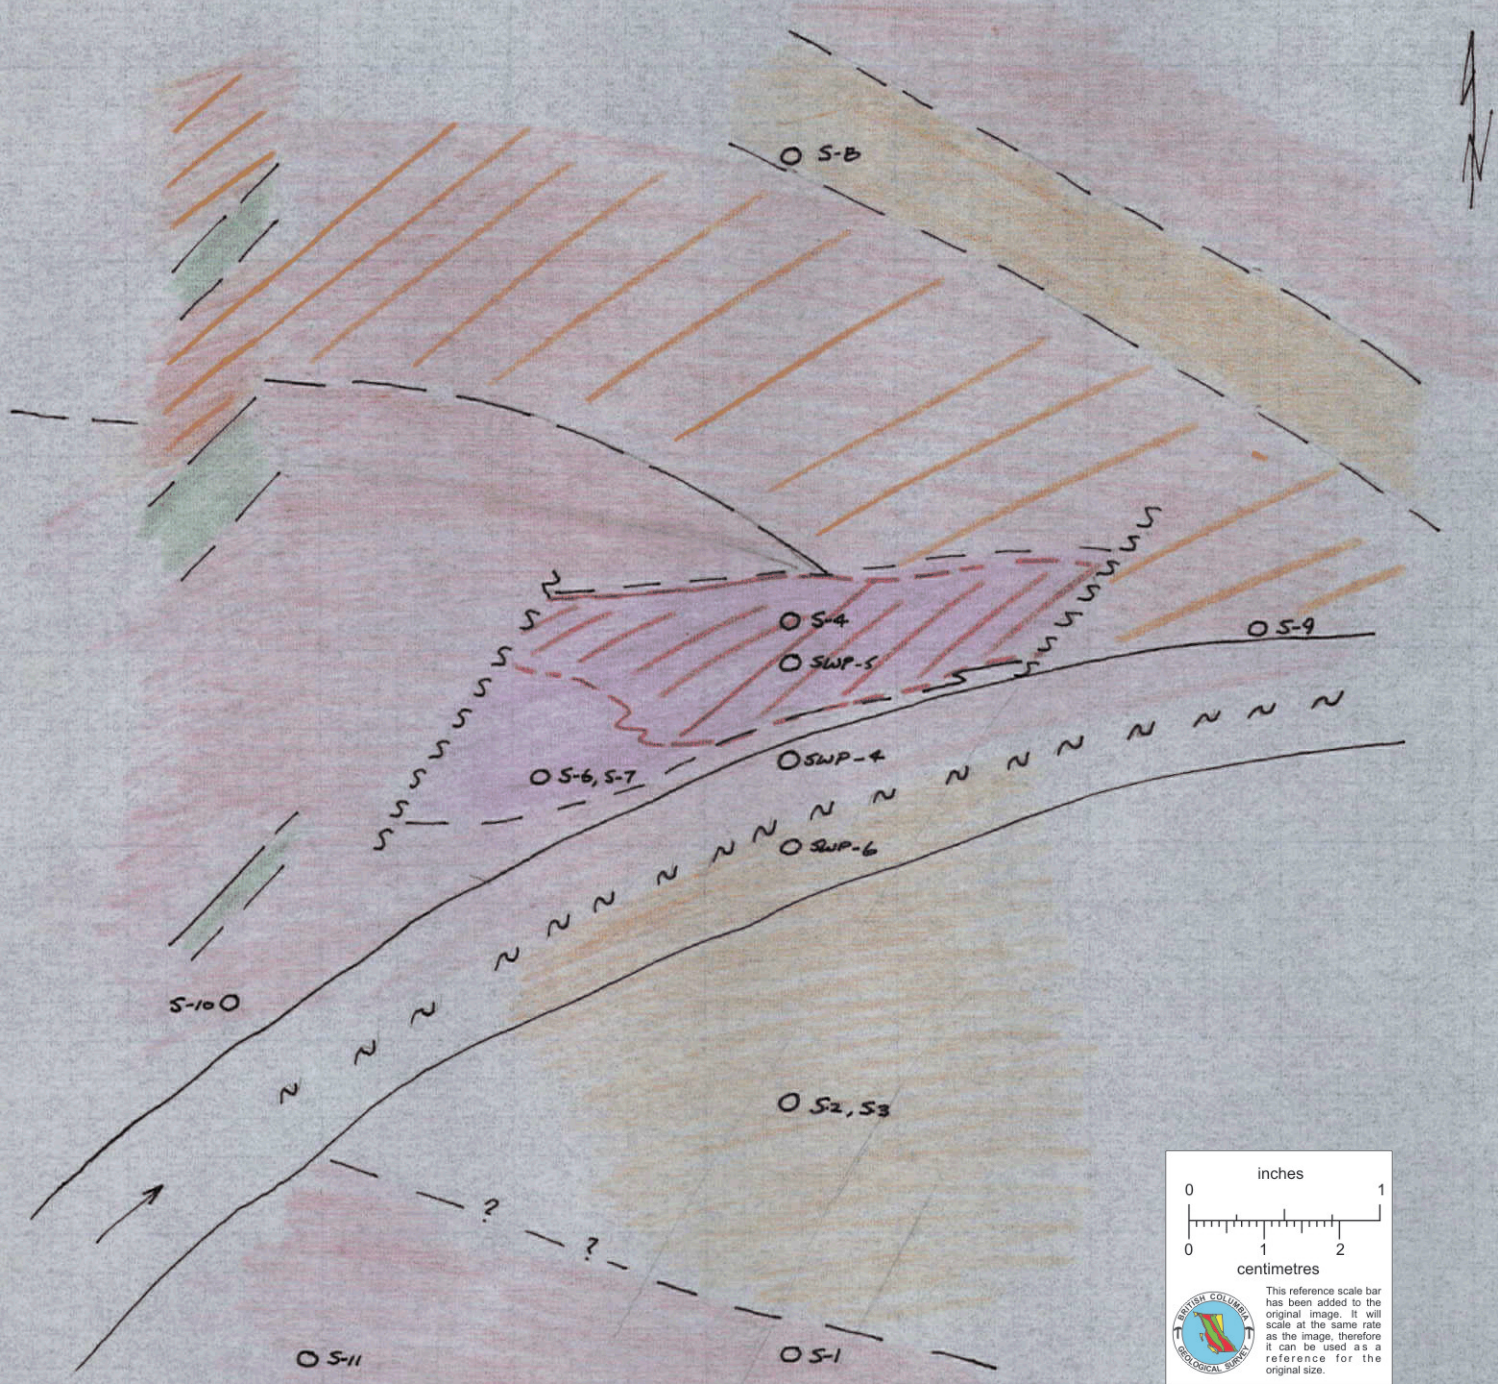 N
S-8
S-4
S-9
SWP-5
SWP-4
S-6, S-7
SWP-6
S-10
S2, S3
?
?
S-11
S-1
inches
0 1
0 1 2
centimetres
BRITISH COLUMBIA
GEOLOGICAL SURVEY
This reference scale bar
has been added to the
original image. It will
scale at the same rate
as the image, therefore
it can be used as a
reference for the
original size.